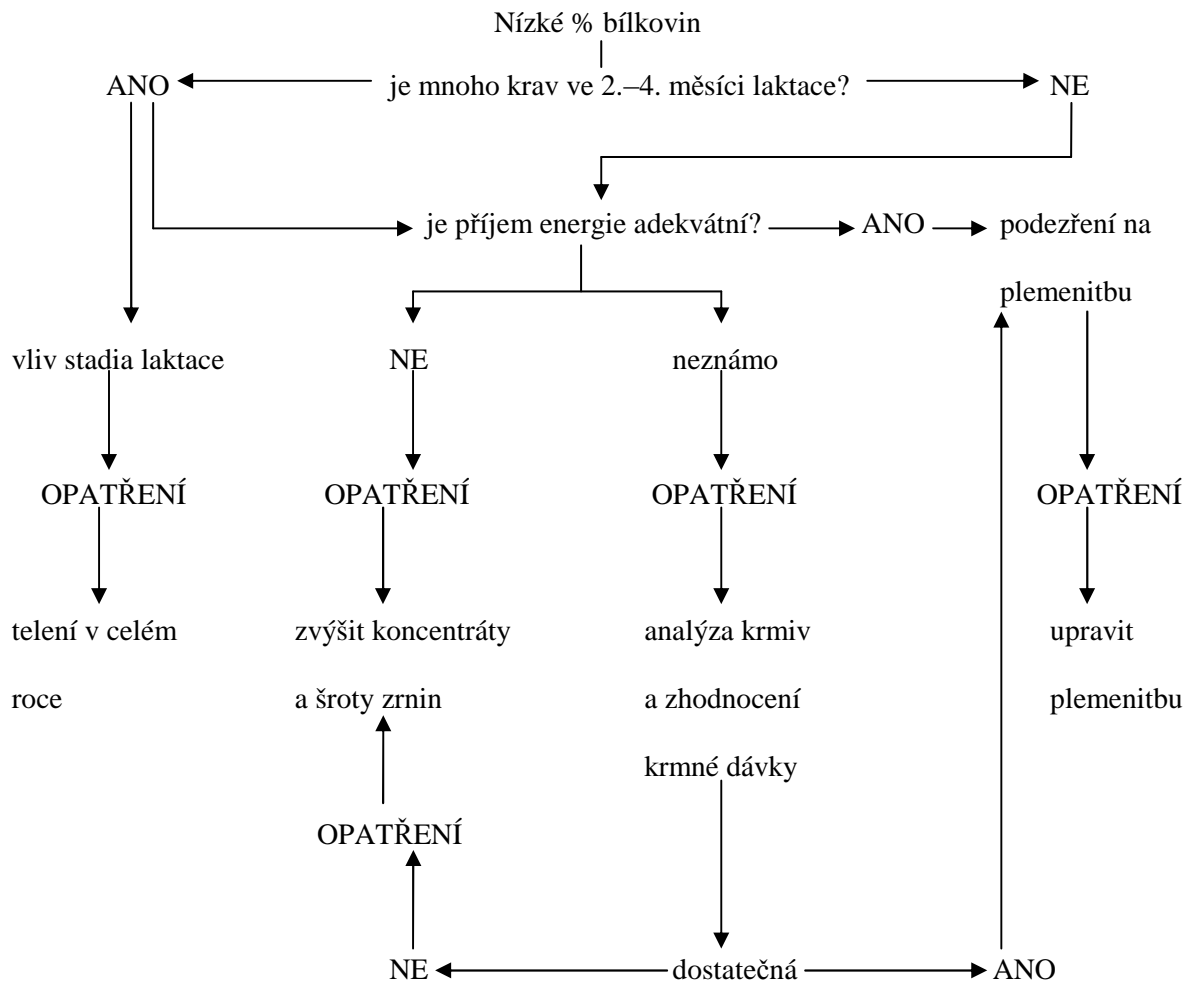 Nízké % bílkovin
ANO je mnoho krav ve 2.–4. měsíci laktace? NE
je příjem energie adekvátní? ANO podezření na
plemenitbu
vliv stadia laktace NE neznámo
OPATŘENÍ OPATŘENÍ OPATŘENÍ OPATŘENÍ
telení v celém zvýšit koncentráty analýza krmiv upravit
roce a šroty zrnin a zhodnocení plemenitbu
krmné dávky
OPATŘENÍ
NE dostatečná ANO